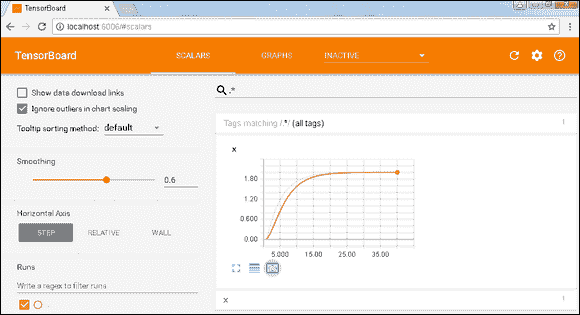 TensorBoard
localhost:6006/#scalars
TensorBoard
SCALARS
GRAPHS
INACTIVE
Show data download links
Ignore outliers in chart scaling
Tooltip sorting method: default
Smoothing
0.6
Horizontal Axis
STEP RELATIVE WALL
Runs
Write a regex to filter runs
.
.*
Tags matching /.*/ (all tags)
x
1.80
1.20
0.600
0.00
5.000 15.00 25.00 35.00
x